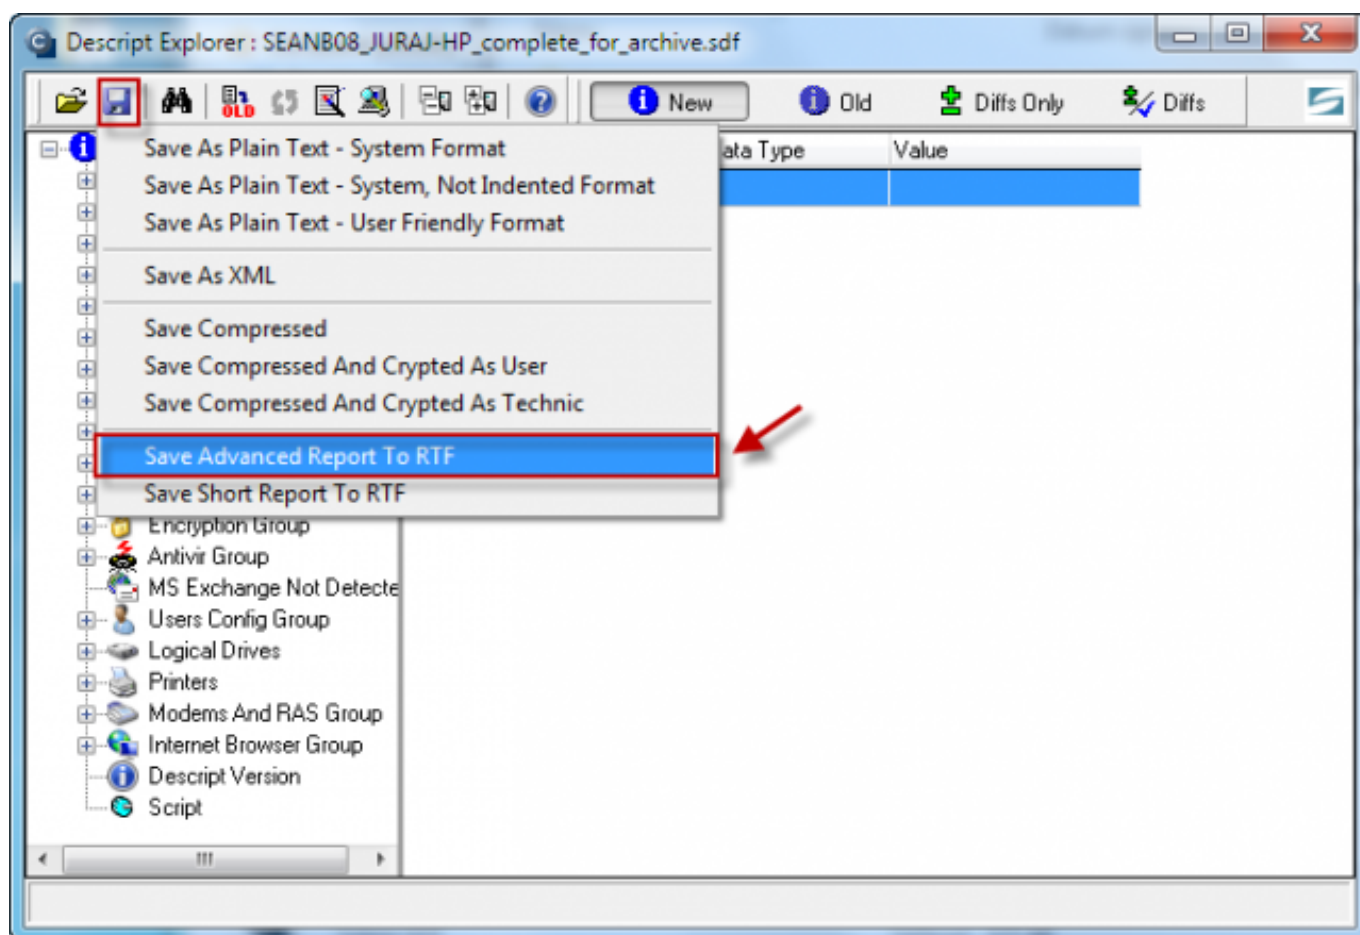 Descript Explorer : SEANB08_JURAJ-HP_complete_for_archive.sdf
OLD
New
Old
Diffs Only
Diffs
Save As Plain Text - System Format
Save As Plain Text - System, Not Indented Format
Save As Plain Text - User Friendly Format
Save As XML
Save Compressed
Save Compressed And Crypted As User
Save Compressed And Crypted As Technic
Save Advanced Report To RTF
Save Short Report To RTF
ata Type
Value
Encryption Group
Antivir Group
MS Exchange Not Detecte
Users Config Group
Logical Drives
Printers
Modems And RAS Group
Internet Browser Group
Descript Version
Script